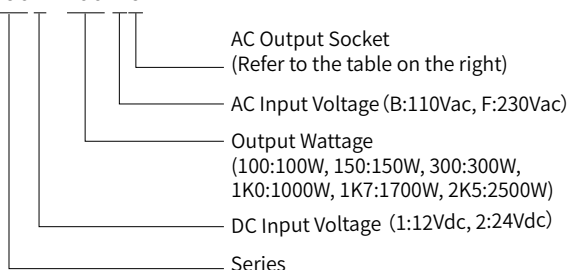 AC Output Socket
(Refer to the table on the right)
AC Input Voltage (B:110Vac, F:230Vac)
Output Wattage
(100:100W, 150:150W, 300:300W,
1K0:1000W, 1K7:1700W, 2K5:2500W)
DC Input Voltage (1:12Vdc, 2:24Vdc)
Series